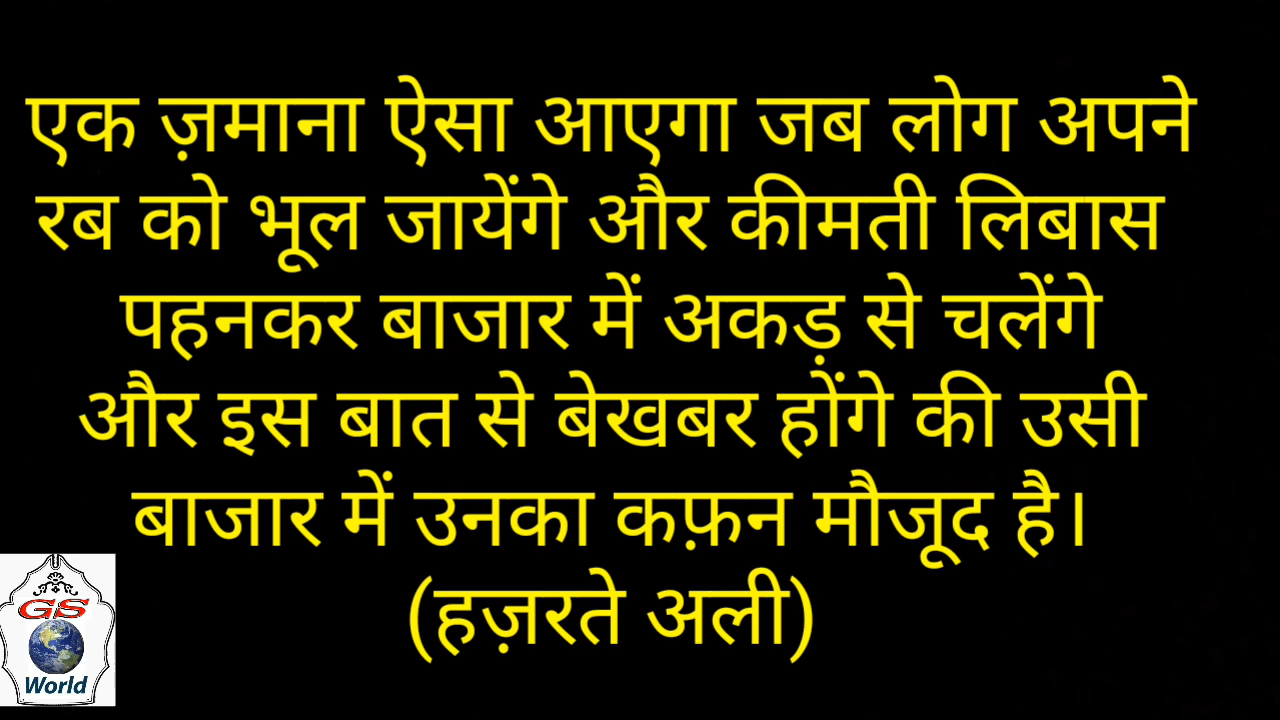 एक ज़माना ऐसा आएगा जब लोग अपने
रब को भूल जायेंगे और कीमती लिबास
पहनकर बाजार में अकड़ से चलेंगे
और इस बात से बेखबर होंगे की उसी
बाजार में उनका कफ़न मौजूद है।
(हज़रते अली)
GS
World